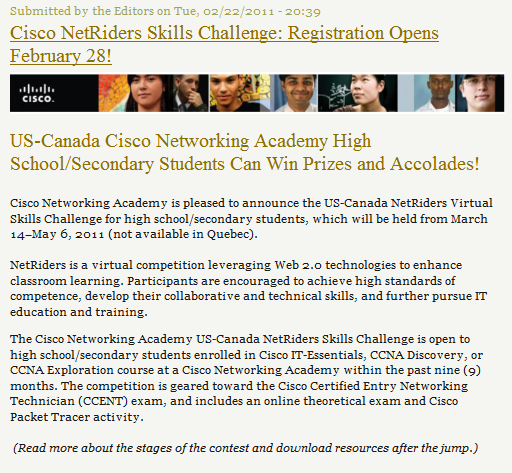 Submitted by the Editors on Tue, 02/22/2011 - 20:39
Cisco NetRiders Skills Challenge: Registration Opens
February 28!
CISCO.
US-Canada Cisco Networking Academy High
School/Secondary Students Can Win Prizes and Accolades!
Cisco Networking Academy is pleased to announce the US-Canada NetRiders Virtual
Skills Challenge for high school/secondary students, which will be held from March
14–May 6, 2011 (not available in Quebec).
NetRiders is a virtual competition leveraging Web 2.0 technologies to enhance
classroom learning. Participants are encouraged to achieve high standards of
competence, develop their collaborative and technical skills, and further pursue IT
education and training.
The Cisco Networking Academy US-Canada NetRiders Skills Challenge is open to
high school/secondary students enrolled in Cisco IT-Essentials, CCNA Discovery, or
CCNA Exploration course at a Cisco Networking Academy within the past nine (9)
months. The competition is geared toward the Cisco Certified Entry Networking
Technician (CCENT) exam, and includes an online theoretical exam and Cisco
Packet Tracer activity.
(Read more about the stages of the contest and download resources after the jump.)